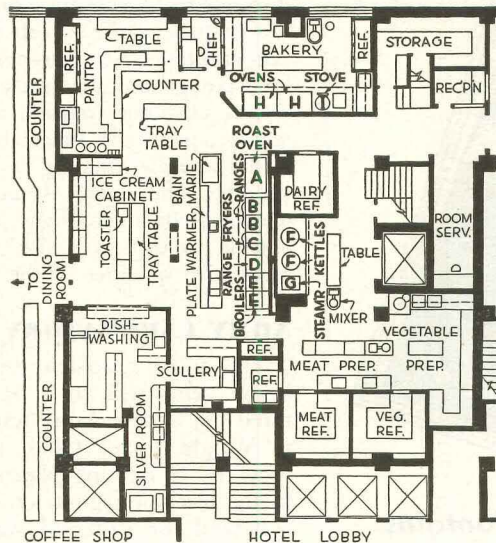 TABLE
REF.
PANTRY
COUNTER
COUNTER
CHEF
BAKERY
REF.
STORAGE
REC'P'N
OVENS
STOVE
H
H
I
TRAY
TABLE
ROAST
OVEN
ICE CREAM
CABINET
TOASTER
TRAY TABLE
BAIN MARIE
PLATE WARMER
FRYERS
RANGE
RANGES
BROILERS
A
B
B
C
D
E
E
DAIRY
REF.
F
F
G
STEAM'R
KETTLES
TABLE
MIXER
ROOM
SERV.
TO
DINING
ROOM
DISH-
WASHING
SCULLERY
REF.
REF.
MEAT PREP.
VEGETABLE
PREP.
MEAT
REF.
VEG.
REF.
SILVER ROOM
COUNTER
COFFEE SHOP
HOTEL LOBBY